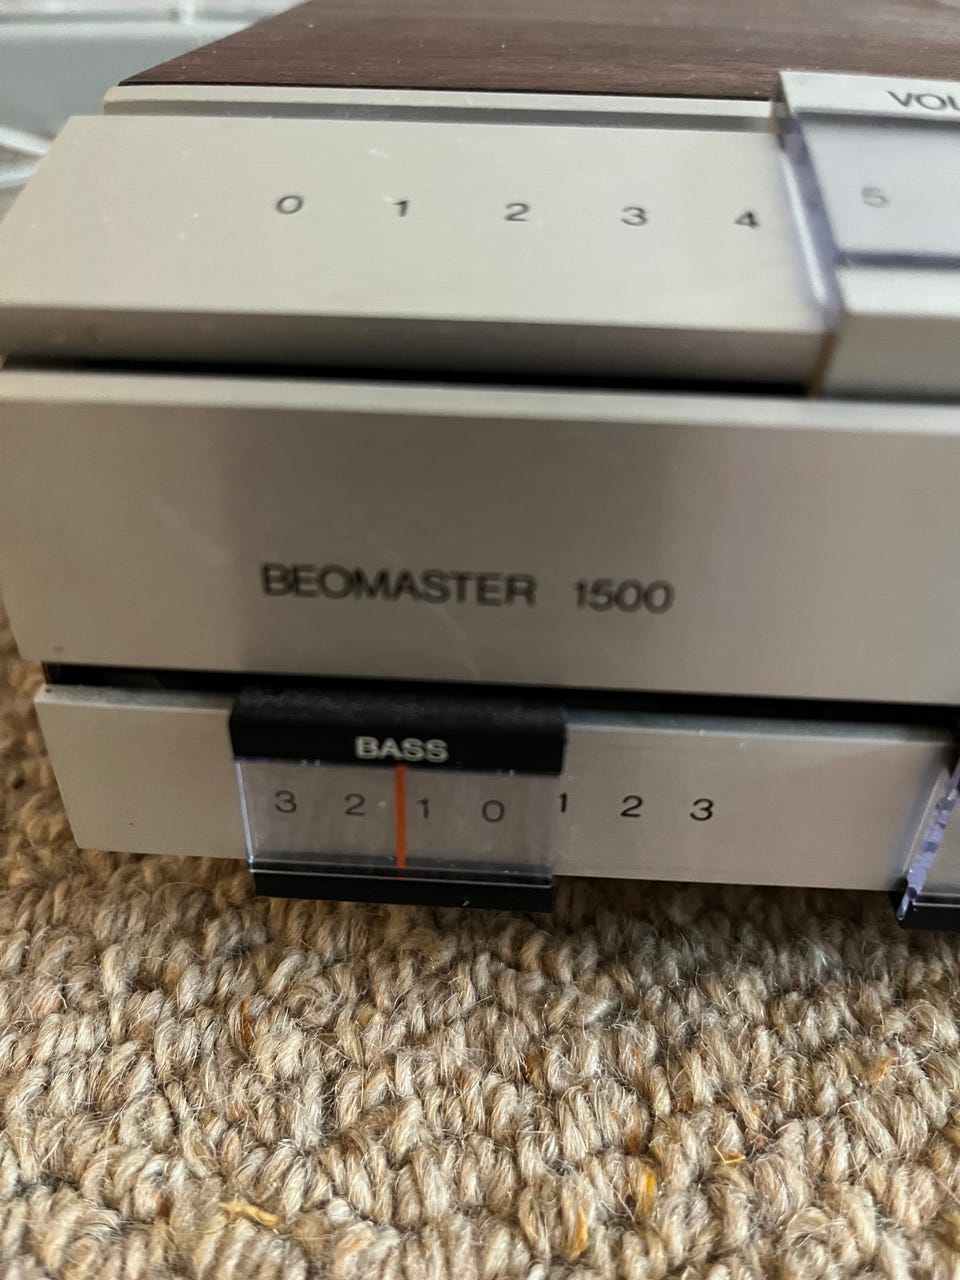 VOL
0 1 2 3 4 5
BEOMASTER 1500
BASS
3 2 1 0 1 2 3